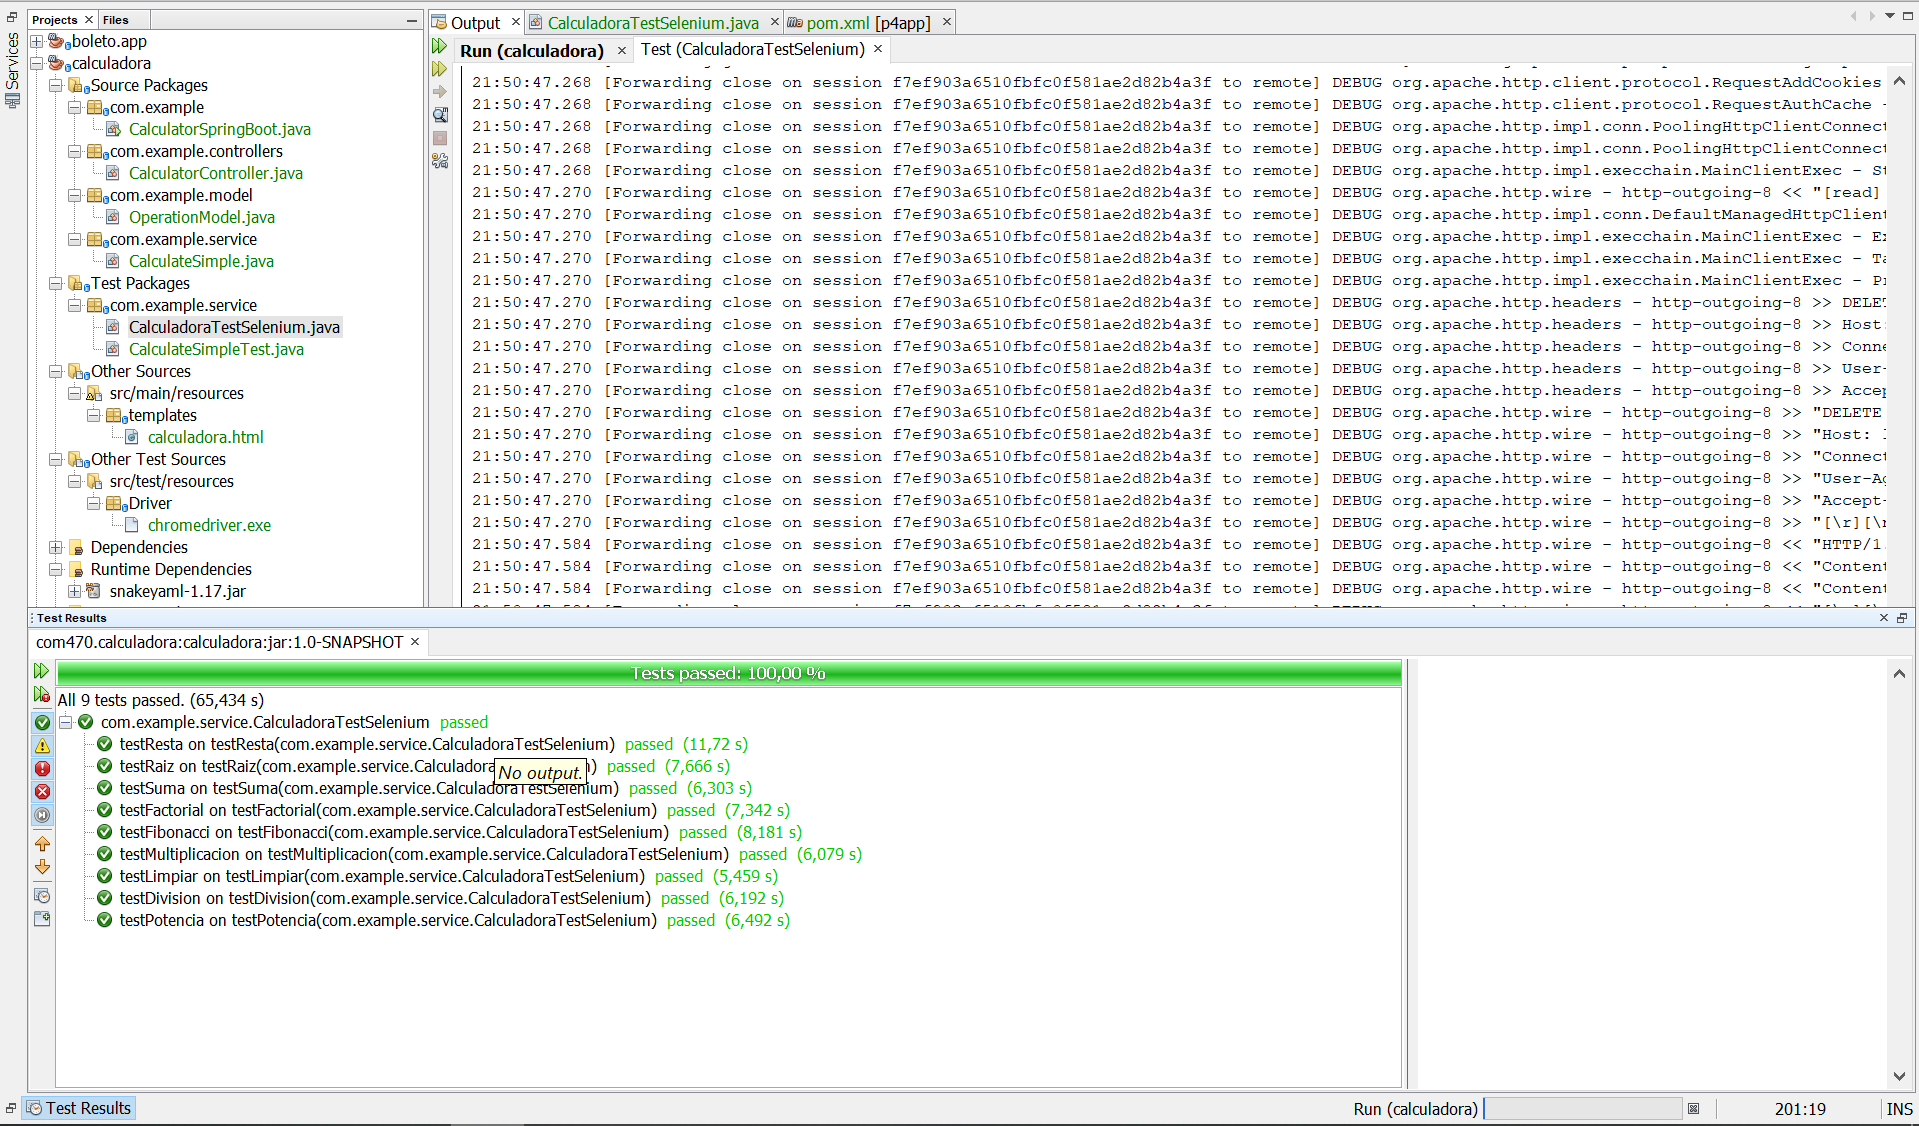 Services
Projects
Files
boleto.app
calculadora
Source Packages
com.example
CalculatorSpringBoot.java
com.example.controllers
CalculatorController.java
com.example.model
OperationModel.java
com.example.service
CalculateSimple.java
Test Packages
com.example.service
CalculadoraTestSelenium.java
CalculateSimpleTest.java
Other Sources
src/main/resources
templates
calculadora.html
Other Test Sources
src/test/resources
Driver
chromedriver.exe
Dependencies
Runtime Dependencies
snakeyaml-1.17.jar
Output
CalculadoraTestSelenium.java
pom.xml [p4app]
Run (calculadora)
Test (CalculadoraTestSelenium)
21:50:47.268 [Forwarding close on session f7ef903a6510fbfc0f581ae2d82b4a3f to remote] DEBUG org.apache.http.client.protocol.RequestAddCookies
21:50:47.268 [Forwarding close on session f7ef903a6510fbfc0f581ae2d82b4a3f to remote] DEBUG org.apache.http.client.protocol.RequestAuthCache -
21:50:47.268 [Forwarding close on session f7ef903a6510fbfc0f581ae2d82b4a3f to remote] DEBUG org.apache.http.impl.conn.PoolingHttpClientConnect
21:50:47.268 [Forwarding close on session f7ef903a6510fbfc0f581ae2d82b4a3f to remote] DEBUG org.apache.http.impl.conn.PoolingHttpClientConnect
21:50:47.268 [Forwarding close on session f7ef903a6510fbfc0f581ae2d82b4a3f to remote] DEBUG org.apache.http.impl.execchain.MainClientExec - St
21:50:47.270 [Forwarding close on session f7ef903a6510fbfc0f581ae2d82b4a3f to remote] DEBUG org.apache.http.wire - http-outgoing-8 << "[read]
21:50:47.270 [Forwarding close on session f7ef903a6510fbfc0f581ae2d82b4a3f to remote] DEBUG org.apache.http.impl.conn.DefaultManagedHttpClient
21:50:47.270 [Forwarding close on session f7ef903a6510fbfc0f581ae2d82b4a3f to remote] DEBUG org.apache.http.impl.execchain.MainClientExec - Ex
21:50:47.270 [Forwarding close on session f7ef903a6510fbfc0f581ae2d82b4a3f to remote] DEBUG org.apache.http.impl.execchain.MainClientExec - Ta
21:50:47.270 [Forwarding close on session f7ef903a6510fbfc0f581ae2d82b4a3f to remote] DEBUG org.apache.http.impl.execchain.MainClientExec - Pr
21:50:47.270 [Forwarding close on session f7ef903a6510fbfc0f581ae2d82b4a3f to remote] DEBUG org.apache.http.headers - http-outgoing-8 >> DELET
21:50:47.270 [Forwarding close on session f7ef903a6510fbfc0f581ae2d82b4a3f to remote] DEBUG org.apache.http.headers - http-outgoing-8 >> Host:
21:50:47.270 [Forwarding close on session f7ef903a6510fbfc0f581ae2d82b4a3f to remote] DEBUG org.apache.http.headers - http-outgoing-8 >> Conne
21:50:47.270 [Forwarding close on session f7ef903a6510fbfc0f581ae2d82b4a3f to remote] DEBUG org.apache.http.headers - http-outgoing-8 >> User-
21:50:47.270 [Forwarding close on session f7ef903a6510fbfc0f581ae2d82b4a3f to remote] DEBUG org.apache.http.headers - http-outgoing-8 >> Accep
21:50:47.270 [Forwarding close on session f7ef903a6510fbfc0f581ae2d82b4a3f to remote] DEBUG org.apache.http.wire - http-outgoing-8 >> "DELETE
21:50:47.270 [Forwarding close on session f7ef903a6510fbfc0f581ae2d82b4a3f to remote] DEBUG org.apache.http.wire - http-outgoing-8 >> "Host: l
21:50:47.270 [Forwarding close on session f7ef903a6510fbfc0f581ae2d82b4a3f to remote] DEBUG org.apache.http.wire - http-outgoing-8 >> "Connect
21:50:47.270 [Forwarding close on session f7ef903a6510fbfc0f581ae2d82b4a3f to remote] DEBUG org.apache.http.wire - http-outgoing-8 >> "User-Ag
21:50:47.270 [Forwarding close on session f7ef903a6510fbfc0f581ae2d82b4a3f to remote] DEBUG org.apache.http.wire - http-outgoing-8 >> "Accept-
21:50:47.270 [Forwarding close on session f7ef903a6510fbfc0f581ae2d82b4a3f to remote] DEBUG org.apache.http.wire - http-outgoing-8 >> "[\r][\n
21:50:47.584 [Forwarding close on session f7ef903a6510fbfc0f581ae2d82b4a3f to remote] DEBUG org.apache.http.wire - http-outgoing-8 << "HTTP/1.
21:50:47.584 [Forwarding close on session f7ef903a6510fbfc0f581ae2d82b4a3f to remote] DEBUG org.apache.http.wire - http-outgoing-8 << "Content
21:50:47.584 [Forwarding close on session f7ef903a6510fbfc0f581ae2d82b4a3f to remote] DEBUG org.apache.http.wire - http-outgoing-8 << "Content
Test Results
com470.calculadora:calculadora:jar:1.0-SNAPSHOT
Tests passed: 100,00 %
All 9 tests passed. (65,434 s)
com.example.service.CalculadoraTestSelenium passed
testResta on testResta(com.example.service.CalculadoraTestSelenium) passed (11,72 s)
testRaiz on testRaiz(com.example.service.Calculadora ) passed (7,666 s)
No output.
testSuma on testSuma(com.example.service.CalculadoraTestSelenium) passed (6,303 s)
testFactorial on testFactorial(com.example.service.CalculadoraTestSelenium) passed (7,342 s)
testFibonacci on testFibonacci(com.example.service.CalculadoraTestSelenium) passed (8,181 s)
testMultiplicacion on testMultiplicacion(com.example.service.CalculadoraTestSelenium) passed (6,079 s)
testLimpiar on testLimpiar(com.example.service.CalculadoraTestSelenium) passed (5,459 s)
testDivision on testDivision(com.example.service.CalculadoraTestSelenium) passed (6,192 s)
testPotencia on testPotencia(com.example.service.CalculadoraTestSelenium) passed (6,492 s)
Test Results
Run (calculadora)
201:19
INS